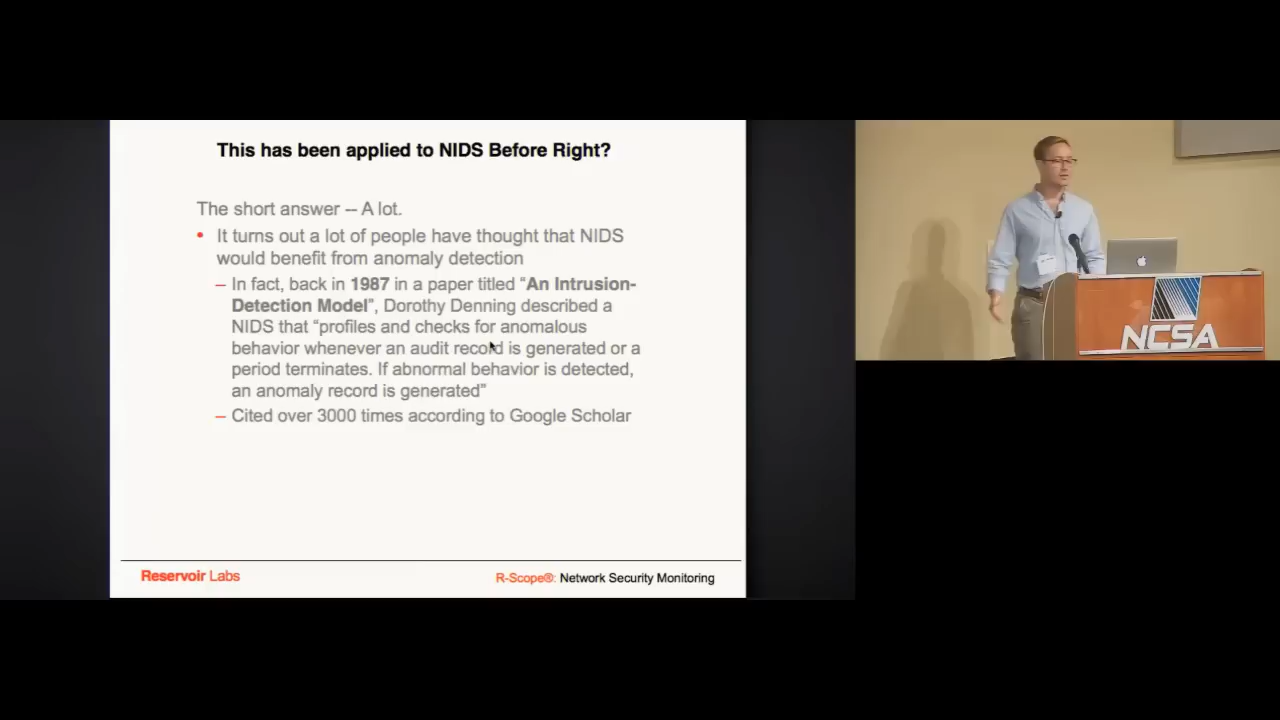 This has been applied to NIDS Before Right?
The short answer -- A lot.
• It turns out a lot of people have thought that NIDS
would benefit from anomaly detection
– In fact, back in 1987 in a paper titled “An Intrusion-
Detection Model”, Dorothy Denning described a
NIDS that “profiles and checks for anomalous
behavior whenever an audit record is generated or a
period terminates. If abnormal behavior is detected,
an anomaly record is generated”
– Cited over 3000 times according to Google Scholar
Reservoir Labs
R-Scope®: Network Security Monitoring
NCSA